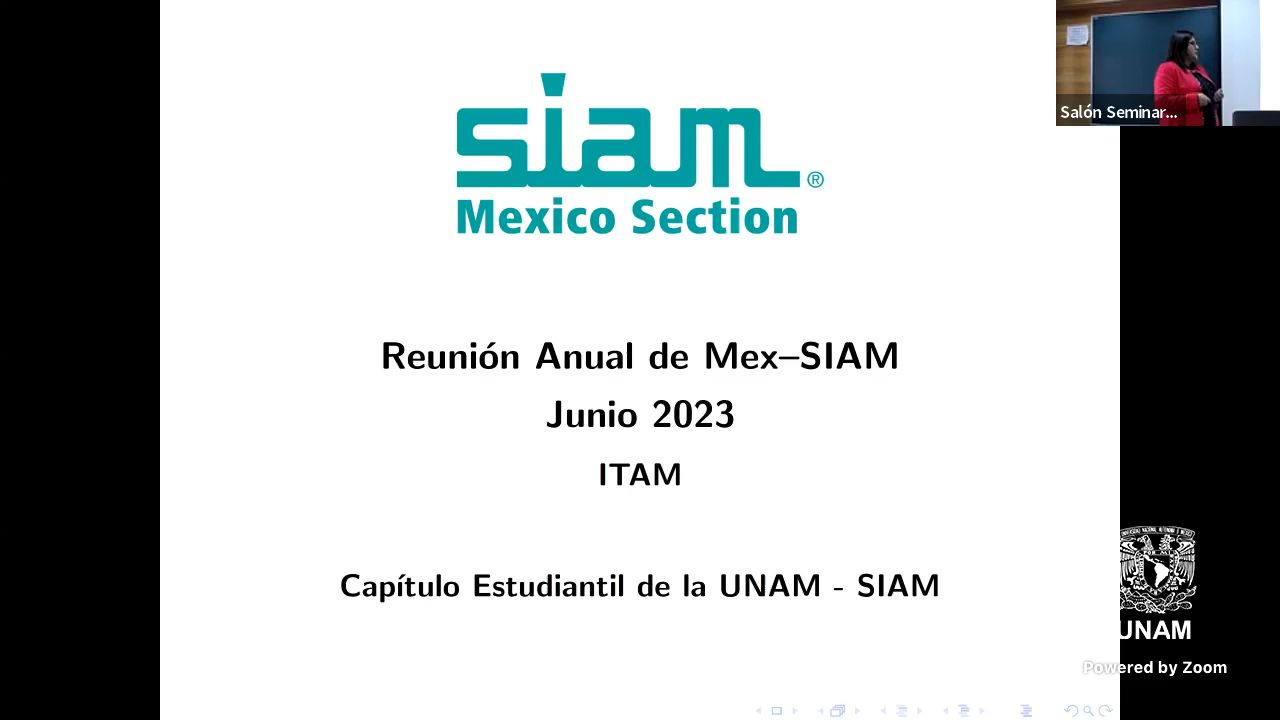 siam ®
Mexico Section
Reunión Anual de Mex–SIAM
Junio 2023
ITAM
Capítulo Estudiantil de la UNAM - SIAM
Salón Seminar...
UNAM
Powered by Zoom